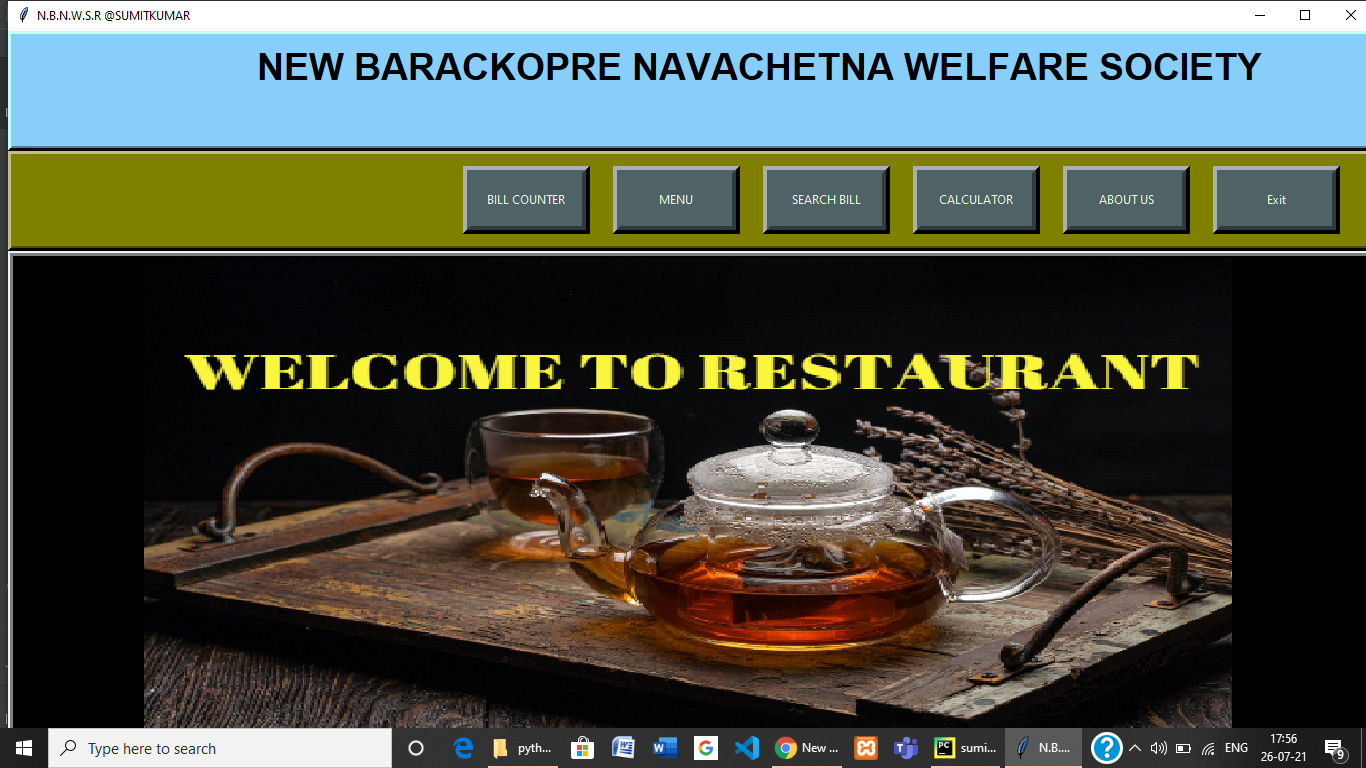 N.B.N.W.S.R @SUMITKUMAR
NEW BARACKOPRE NAVACHETNA WELFARE SOCIETY
BILL COUNTER
MENU
SEARCH BILL
CALCULATOR
ABOUT US
Exit
WELCOME TO RESTAURANT
Type here to search
pyth...
New ...
sumi...
N.B....
ENG
17:56
26-07-21
9